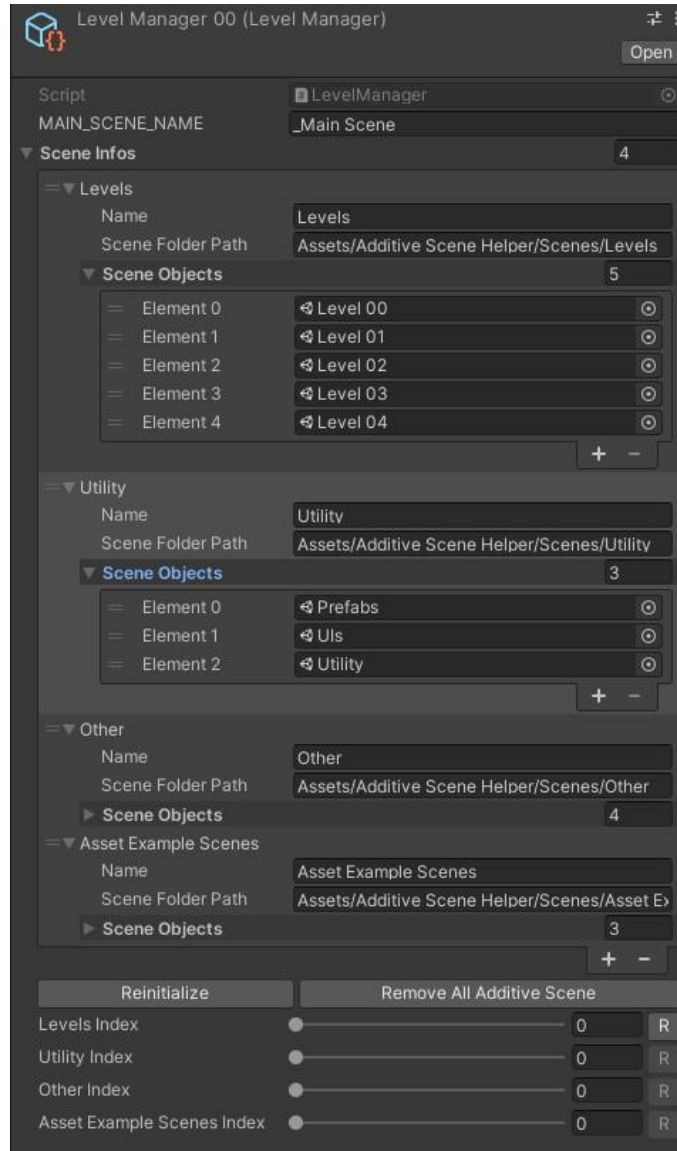 Level Manager 00 (Level Manager)
Open
Script LevelManager
MAIN_SCENE_NAME _Main Scene
Scene Infos 4
Levels
Name Levels
Scene Folder Path Assets/Additive Scene Helper/Scenes/Levels
Scene Objects 5
Element 0 Level 00
Element 1 Level 01
Element 2 Level 02
Element 3 Level 03
Element 4 Level 04
+ -
Utility
Name Utility
Scene Folder Path Assets/Additive Scene Helper/Scenes/Utility
Scene Objects 3
Element 0 Prefabs
Element 1 UIs
Element 2 Utility
+ -
Other
Name Other
Scene Folder Path Assets/Additive Scene Helper/Scenes/Other
Scene Objects 4
Asset Example Scenes
Name Asset Example Scenes
Scene Folder Path Assets/Additive Scene Helper/Scenes/Asset Ex
Scene Objects 3
+ -
Reinitialize Remove All Additive Scene
Levels Index 0 R
Utility Index 0 R
Other Index 0 R
Asset Example Scenes Index 0 R